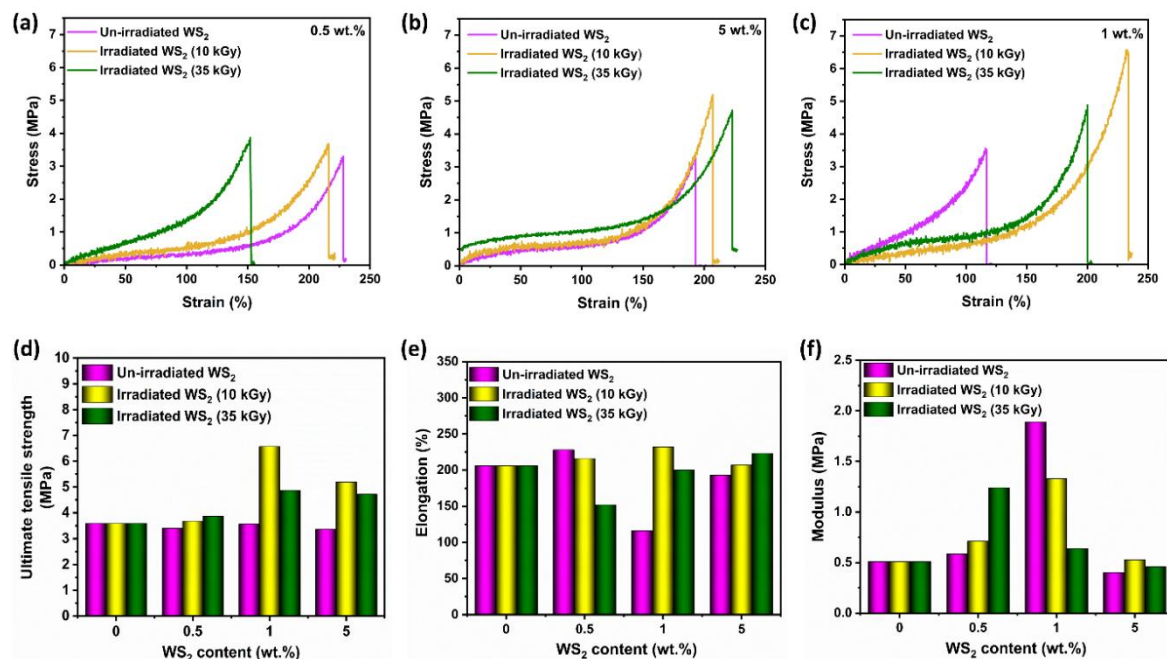 (a)
Un-irradiated WS₂
Irradiated WS₂ (10 kGy)
Irradiated WS₂ (35 kGy)
0.5 wt.%
7
6
5
4
3
2
1
0
Stress (MPa)
0 50 100 150 200 250
Strain (%)
(b)
Un-irradiated WS₂
Irradiated WS₂ (10 kGy)
Irradiated WS₂ (35 kGy)
5 wt.%
7
6
5
4
3
2
1
0
Stress (MPa)
0 50 100 150 200 250
Strain (%)
(c)
Un-irradiated WS₂
Irradiated WS₂ (10 kGy)
Irradiated WS₂ (35 kGy)
1 wt.%
7
6
5
4
3
2
1
0
Stress (MPa)
0 50 100 150 200 250
Strain (%)
(d)
Un-irradiated WS₂
Irradiated WS₂ (10 kGy)
Irradiated WS₂ (35 kGy)
10
9
8
7
6
5
4
3
2
1
0
Ultimate tensile strength
(MPa)
0 0.5 1 5
WS₂ content (wt.%)
(e)
Un-irradiated WS₂
Irradiated WS₂ (10 kGy)
Irradiated WS₂ (35 kGy)
350
300
250
200
150
100
50
0
Elongation (%)
0 0.5 1 5
WS₂ content (wt.%)
(f)
Un-irradiated WS₂
Irradiated WS₂ (10 kGy)
Irradiated WS₂ (35 kGy)
2.5
2.0
1.5
1.0
0.5
0.0
Modulus (MPa)
0 0.5 1 5
WS₂ content (wt.%)